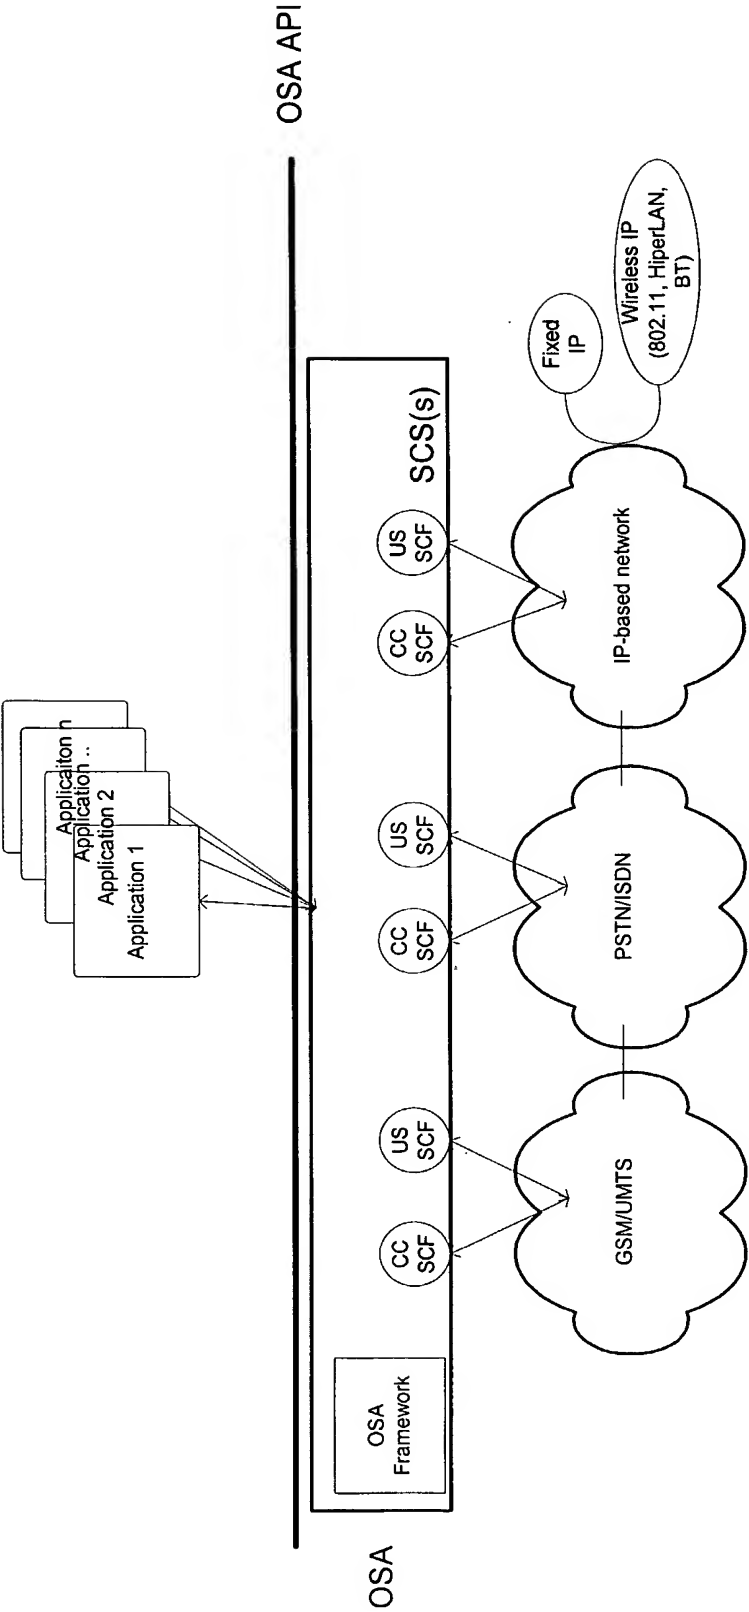 Applicaiton n
Application ..
Application 2
Application 1
OSA API
OSA
OSA
Framework
CC
SCF
US
SCF
CC
SCF
US
SCF
CC
SCF
US
SCF
SCS(s)
GSM/UMTS
PSTN/ISDN
IP-based network
Fixed
IP
Wireless IP
(802.11, HiperLAN,
BT)